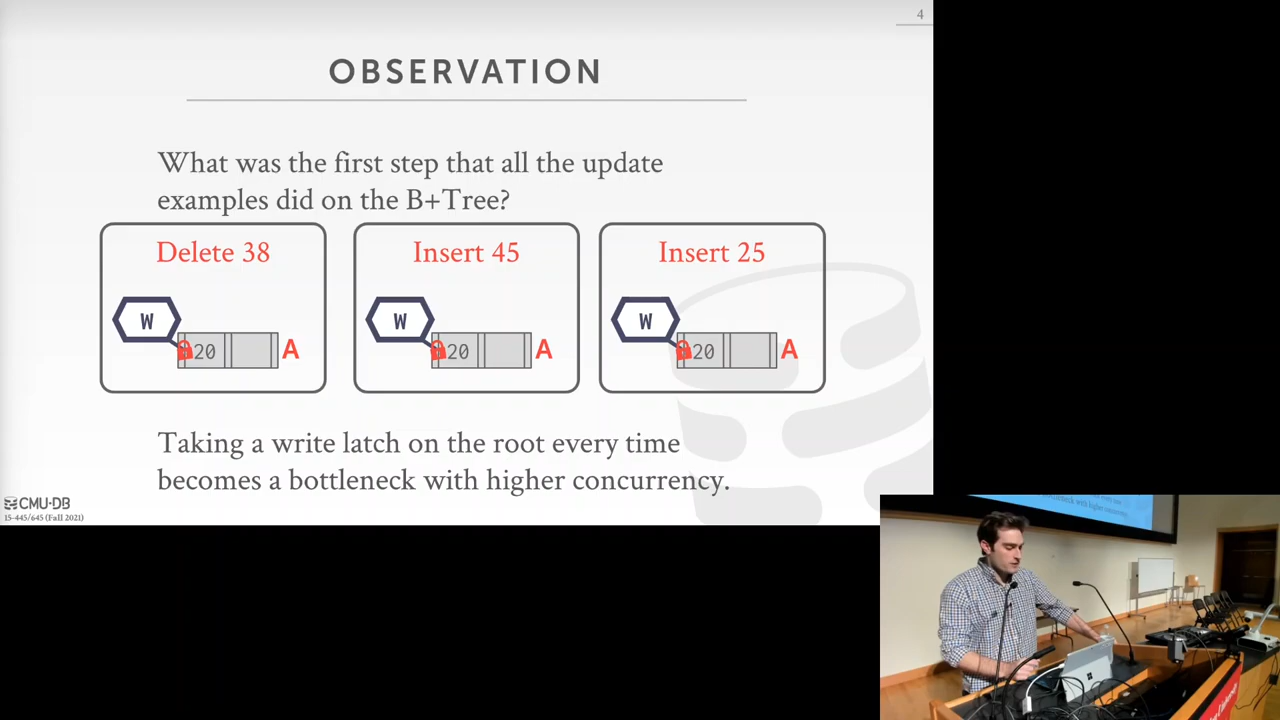 4
OBSERVATION
What was the first step that all the update
examples did on the B+Tree?
Delete 38
Insert 45
Insert 25
W
W
W
20
A
20
A
20
A
Taking a write latch on the root every time
becomes a bottleneck with higher concurrency.
CMU·DB
15-445/645 (Fall 2021)